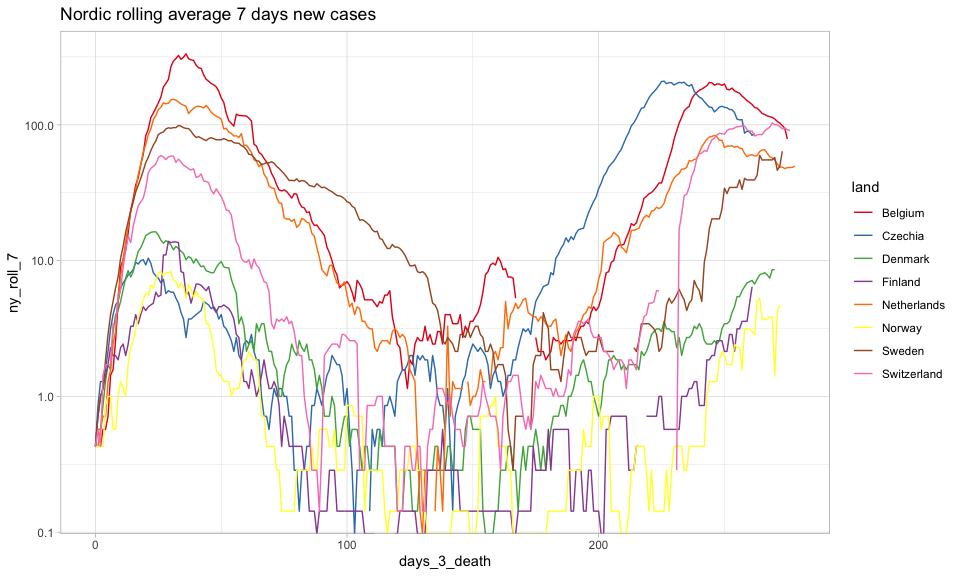 Nordic rolling average 7 days new cases
ny_roll_7
100.0
10.0
1.0
0.1
0
100
200
days_3_death
land
Belgium
Czechia
Denmark
Finland
Netherlands
Norway
Sweden
Switzerland